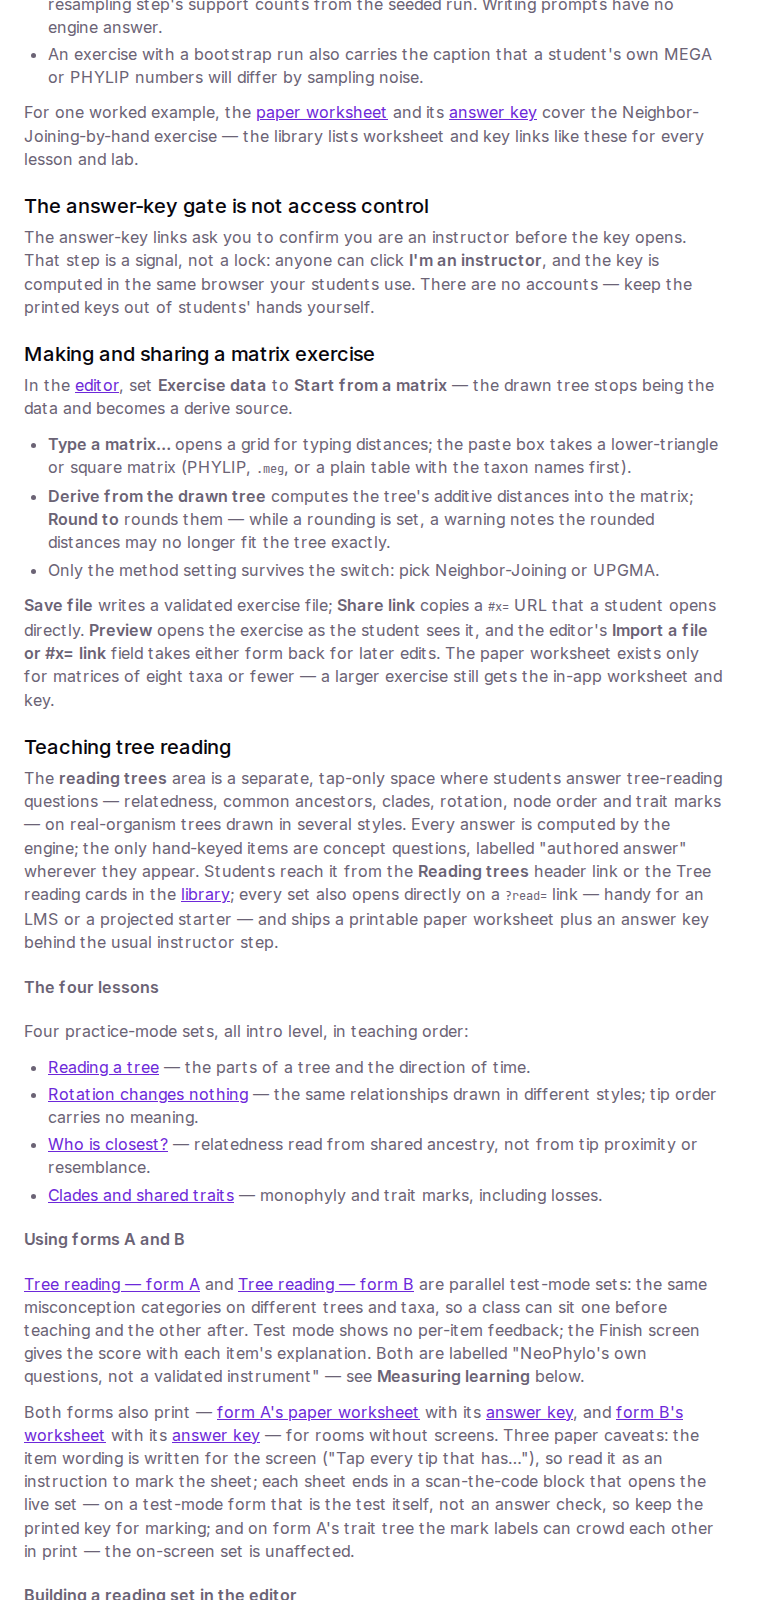 resampling step's support counts from the seeded run. Writing prompts have no
engine answer.
• An exercise with a bootstrap run also carries the caption that a student's own MEGA
or PHYLIP numbers will differ by sampling noise.
For one worked example, the paper worksheet and its answer key cover the Neighbor-
Joining-by-hand exercise — the library lists worksheet and key links like these for every
lesson and lab.
The answer-key gate is not access control
The answer-key links ask you to confirm you are an instructor before the key opens.
That step is a signal, not a lock: anyone can click I'm an instructor, and the key is
computed in the same browser your students use. There are no accounts — keep the
printed keys out of students' hands yourself.
Making and sharing a matrix exercise
In the editor, set Exercise data to Start from a matrix — the drawn tree stops being the
data and becomes a derive source.
• Type a matrix… opens a grid for typing distances; the paste box takes a lower-triangle
or square matrix (PHYLIP, .meg, or a plain table with the taxon names first).
• Derive from the drawn tree computes the tree's additive distances into the matrix;
Round to rounds them — while a rounding is set, a warning notes the rounded
distances may no longer fit the tree exactly.
• Only the method setting survives the switch: pick Neighbor-Joining or UPGMA.
Save file writes a validated exercise file; Share link copies a #x= URL that a student opens
directly. Preview opens the exercise as the student sees it, and the editor's Import a file
or #x= link field takes either form back for later edits. The paper worksheet exists only
for matrices of eight taxa or fewer — a larger exercise still gets the in-app worksheet and
key.
Teaching tree reading
The reading trees area is a separate, tap-only space where students answer tree-reading
questions — relatedness, common ancestors, clades, rotation, node order and trait marks
— on real-organism trees drawn in several styles. Every answer is computed by the
engine; the only hand-keyed items are concept questions, labelled "authored answer"
wherever they appear. Students reach it from the Reading trees header link or the Tree
reading cards in the library; every set also opens directly on a ?read= link — handy for an
LMS or a projected starter — and ships a printable paper worksheet plus an answer key
behind the usual instructor step.
The four lessons
Four practice-mode sets, all intro level, in teaching order:
• Reading a tree — the parts of a tree and the direction of time.
• Rotation changes nothing — the same relationships drawn in different styles; tip order
carries no meaning.
• Who is closest? — relatedness read from shared ancestry, not from tip proximity or
resemblance.
• Clades and shared traits — monophyly and trait marks, including losses.
Using forms A and B
Tree reading — form A and Tree reading — form B are parallel test-mode sets: the same
misconception categories on different trees and taxa, so a class can sit one before
teaching and the other after. Test mode shows no per-item feedback; the Finish screen
gives the score with each item's explanation. Both are labelled "NeoPhylo's own
questions, not a validated instrument" — see Measuring learning below.
Both forms also print — form A's paper worksheet with its answer key, and form B's
worksheet with its answer key — for rooms without screens. Three paper caveats: the
item wording is written for the screen ("Tap every tip that has…"), so read it as an
instruction to mark the sheet; each sheet ends in a scan-the-code block that opens the
live set — on a test-mode form that is the test itself, not an answer check, so keep the
printed key for marking; and on form A's trait tree the mark labels can crowd each other
in print — the on-screen set is unaffected.
Building a reading set in the editor